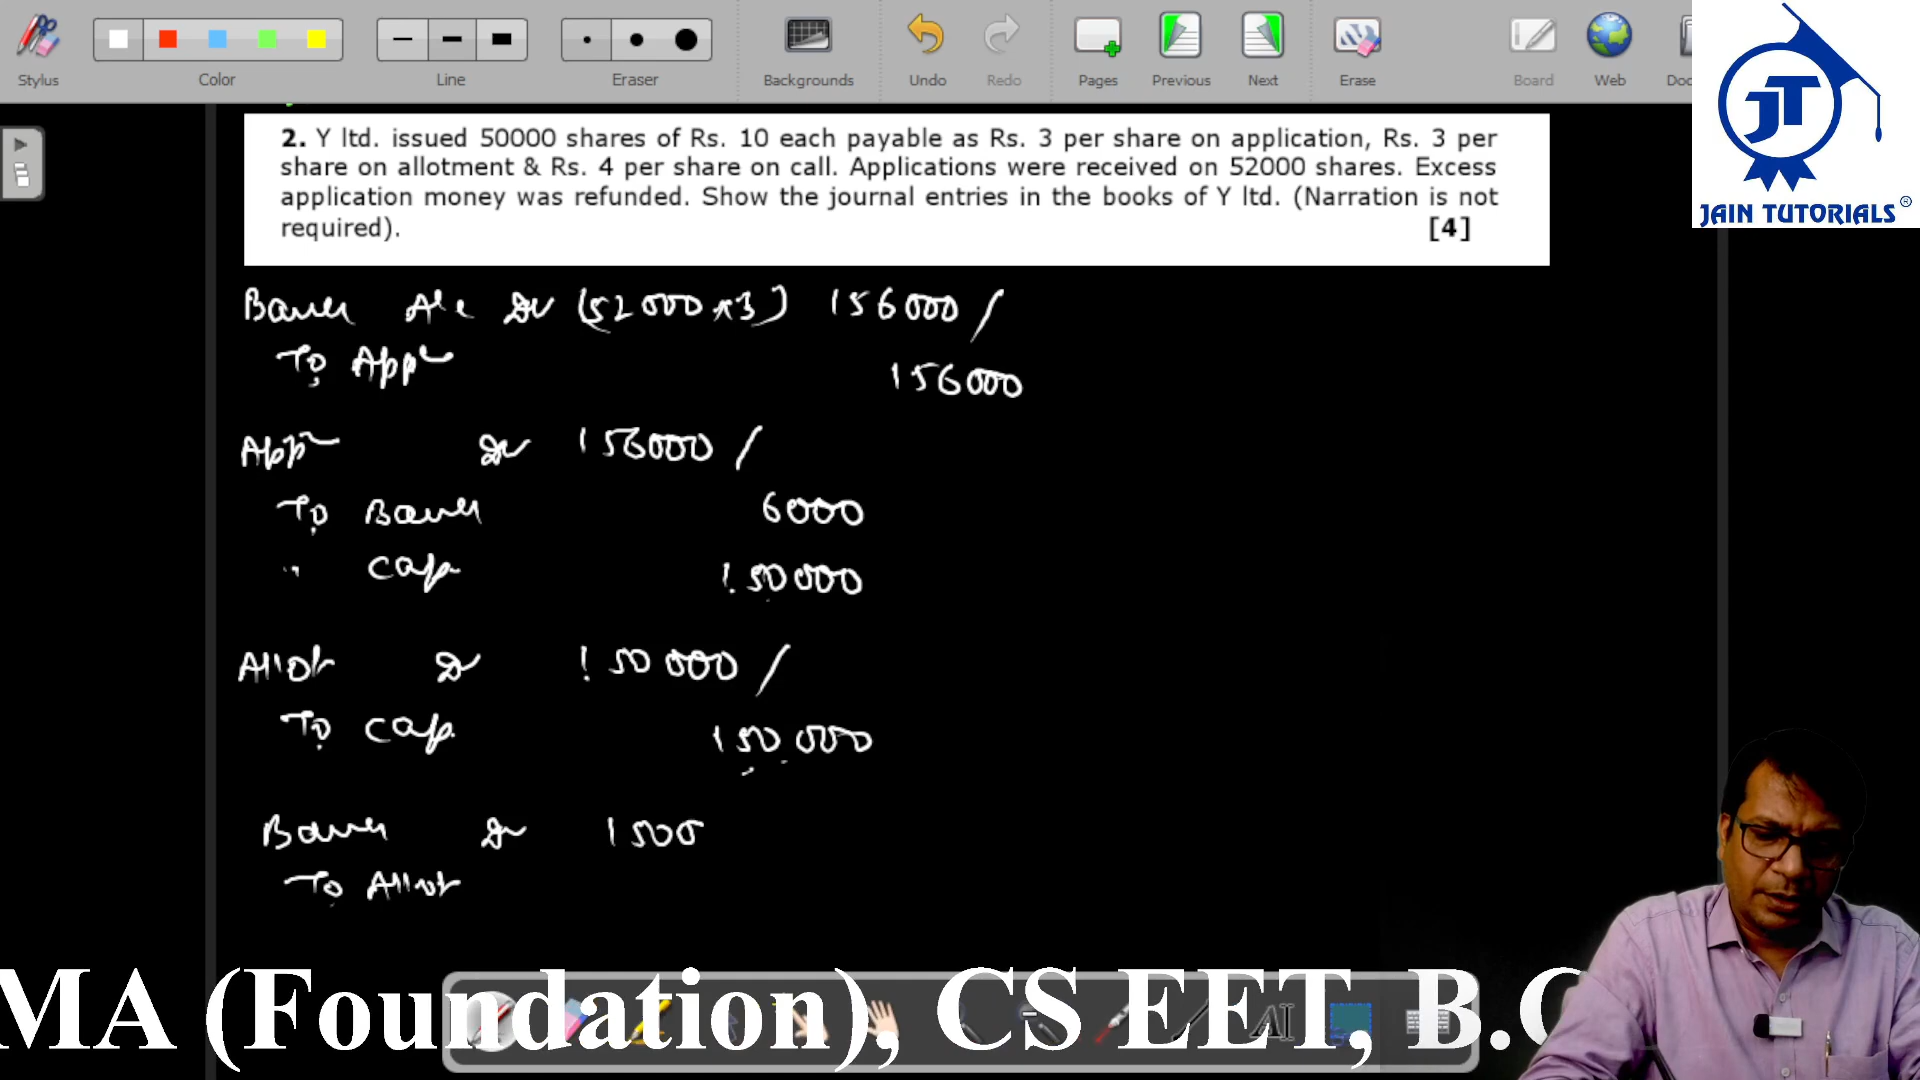 Stylus Color Line Eraser Backgrounds Undo Redo Pages Previous Next Erase Board Web
JT
JAIN TUTORIALS®
2. Y ltd. issued 50000 shares of Rs. 10 each payable as Rs. 3 per share on application, Rs. 3 per
share on allotment & Rs. 4 per share on call. Applications were received on 52000 shares. Excess
application money was refunded. Show the journal entries in the books of Y ltd. (Narration is not
required). [4]
Bank A/c Dr (52000×3) 156000 /
To Appn 156000
Appn Dr 156000 /
To Bank 6000
" Cap 150000
Allot Dr 150000 /
To Cap 150000
Bank Dr 1500
To Allot
MA (Foundation), CS EET, B.C